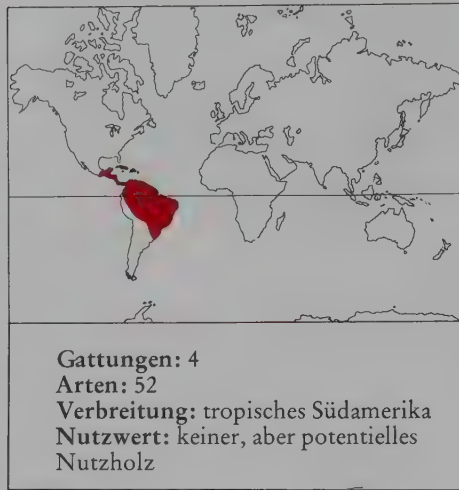 Gattungen: 4
Arten: 52
Verbreitung: tropisches Südamerika
Nutzwert: keiner, aber potentielles
Nutzholz